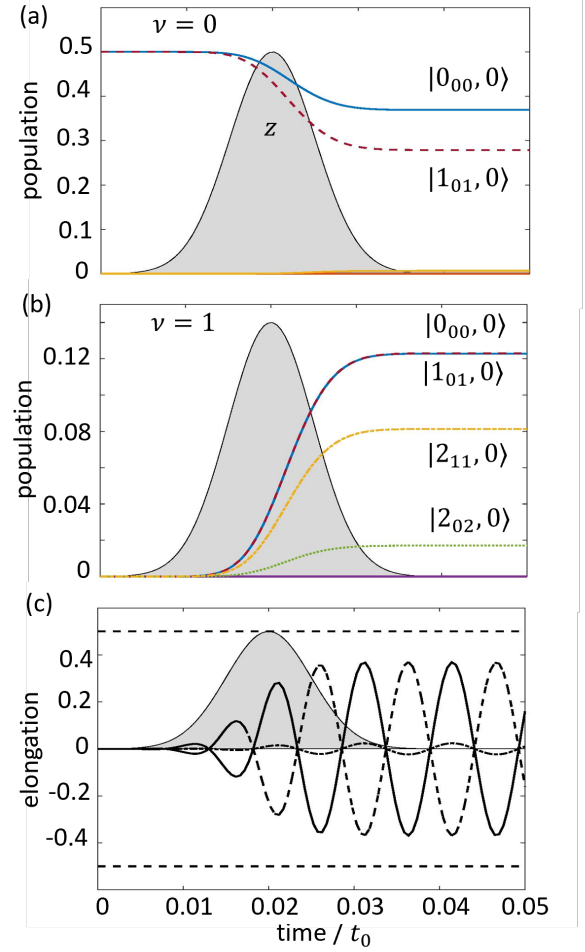 (a)
ν = 0
0.5
0.4
0.3
0.2
0.1
0
population
z
|0₀₀, 0⟩
|1₀₁, 0⟩
(b)
ν = 1
0.12
0.08
0.04
0
population
|0₀₀, 0⟩
|1₀₁, 0⟩
|2₁₁, 0⟩
|2₀₂, 0⟩
(c)
0.4
0.2
0
-0.2
-0.4
elongation
0.00 0.01 0.02 0.03 0.04 0.05
time / t₀